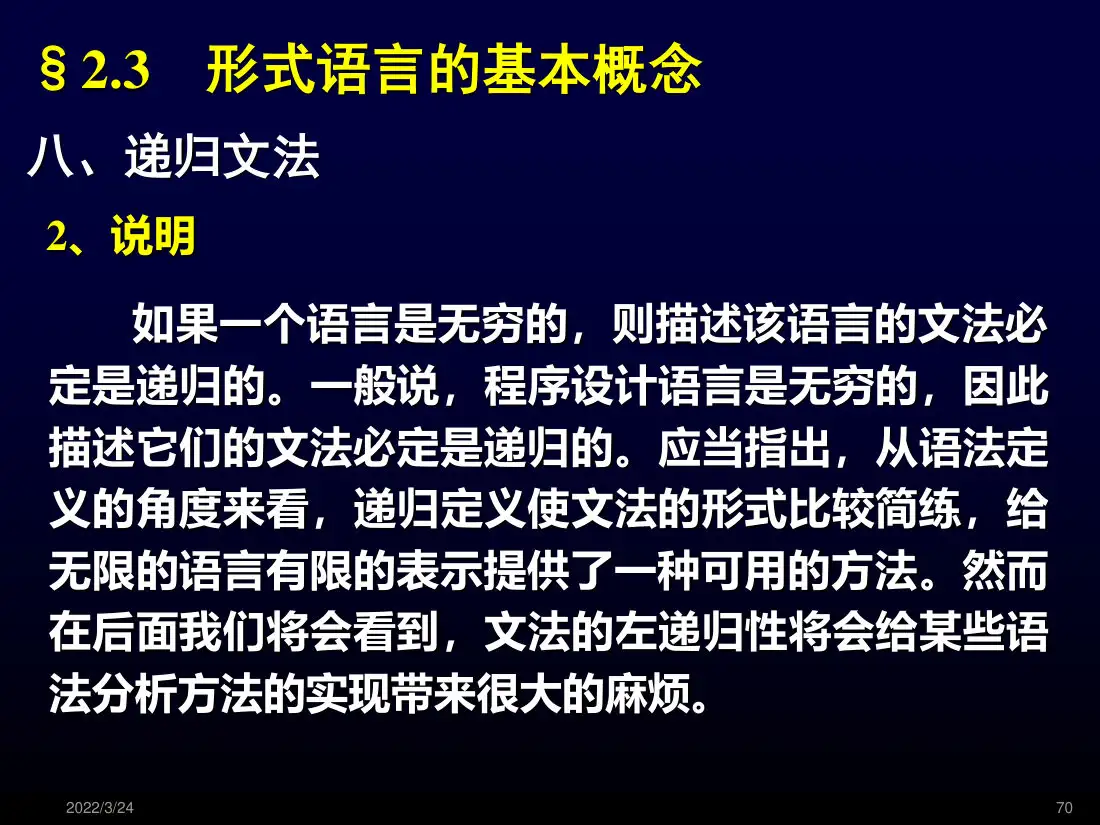 §2.3 形式语言的基本概念
八、递归文法
2、说明
如果一个语言是无穷的，则描述该语言的文法必
定是递归的。一般说，程序设计语言是无穷的，因此
描述它们的文法必定是递归的。应当指出，从语法定
义的角度来看，递归定义使文法的形式比较简练，给
无限的语言有限的表示提供了一种可用的方法。然而
在后面我们将会看到，文法的左递归性将会给某些语
法分析方法的实现带来很大的麻烦。
2022/3/24
70